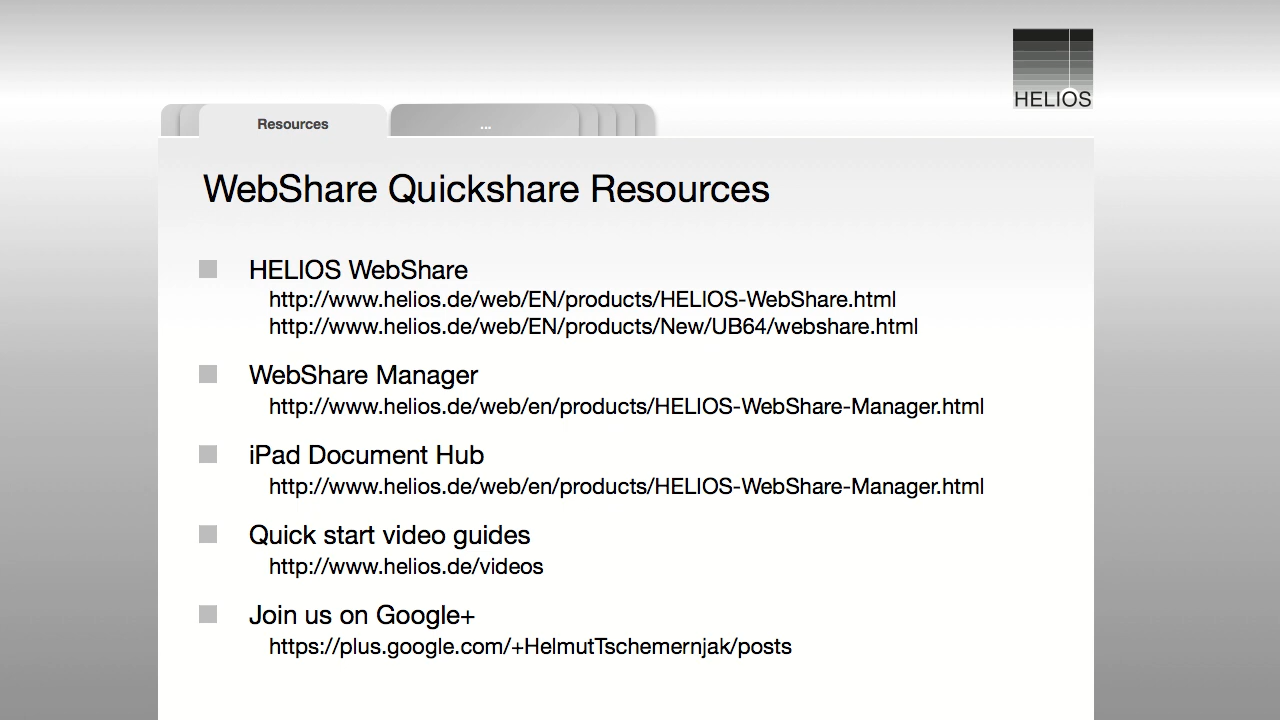 HELIOS
Resources
...
WebShare Quickshare Resources
HELIOS WebShare
http://www.helios.de/web/EN/products/HELIOS-WebShare.html
http://www.helios.de/web/EN/products/New/UB64/webshare.html
WebShare Manager
http://www.helios.de/web/en/products/HELIOS-WebShare-Manager.html
iPad Document Hub
http://www.helios.de/web/en/products/HELIOS-WebShare-Manager.html
Quick start video guides
http://www.helios.de/videos
Join us on Google+
https://plus.google.com/+HelmutTschemernjak/posts